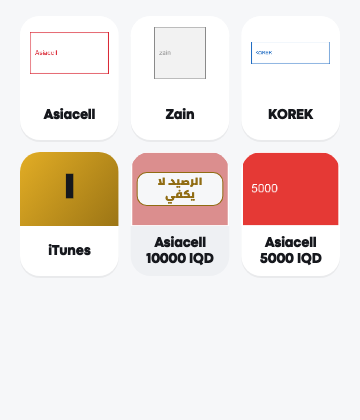 Asiacell
zain
KOREK
Asiacell
Zain
KOREK
I
الرصيد لا
يكفي
5000
iTunes
Asiacell
10000 IQD
Asiacell
5000 IQD